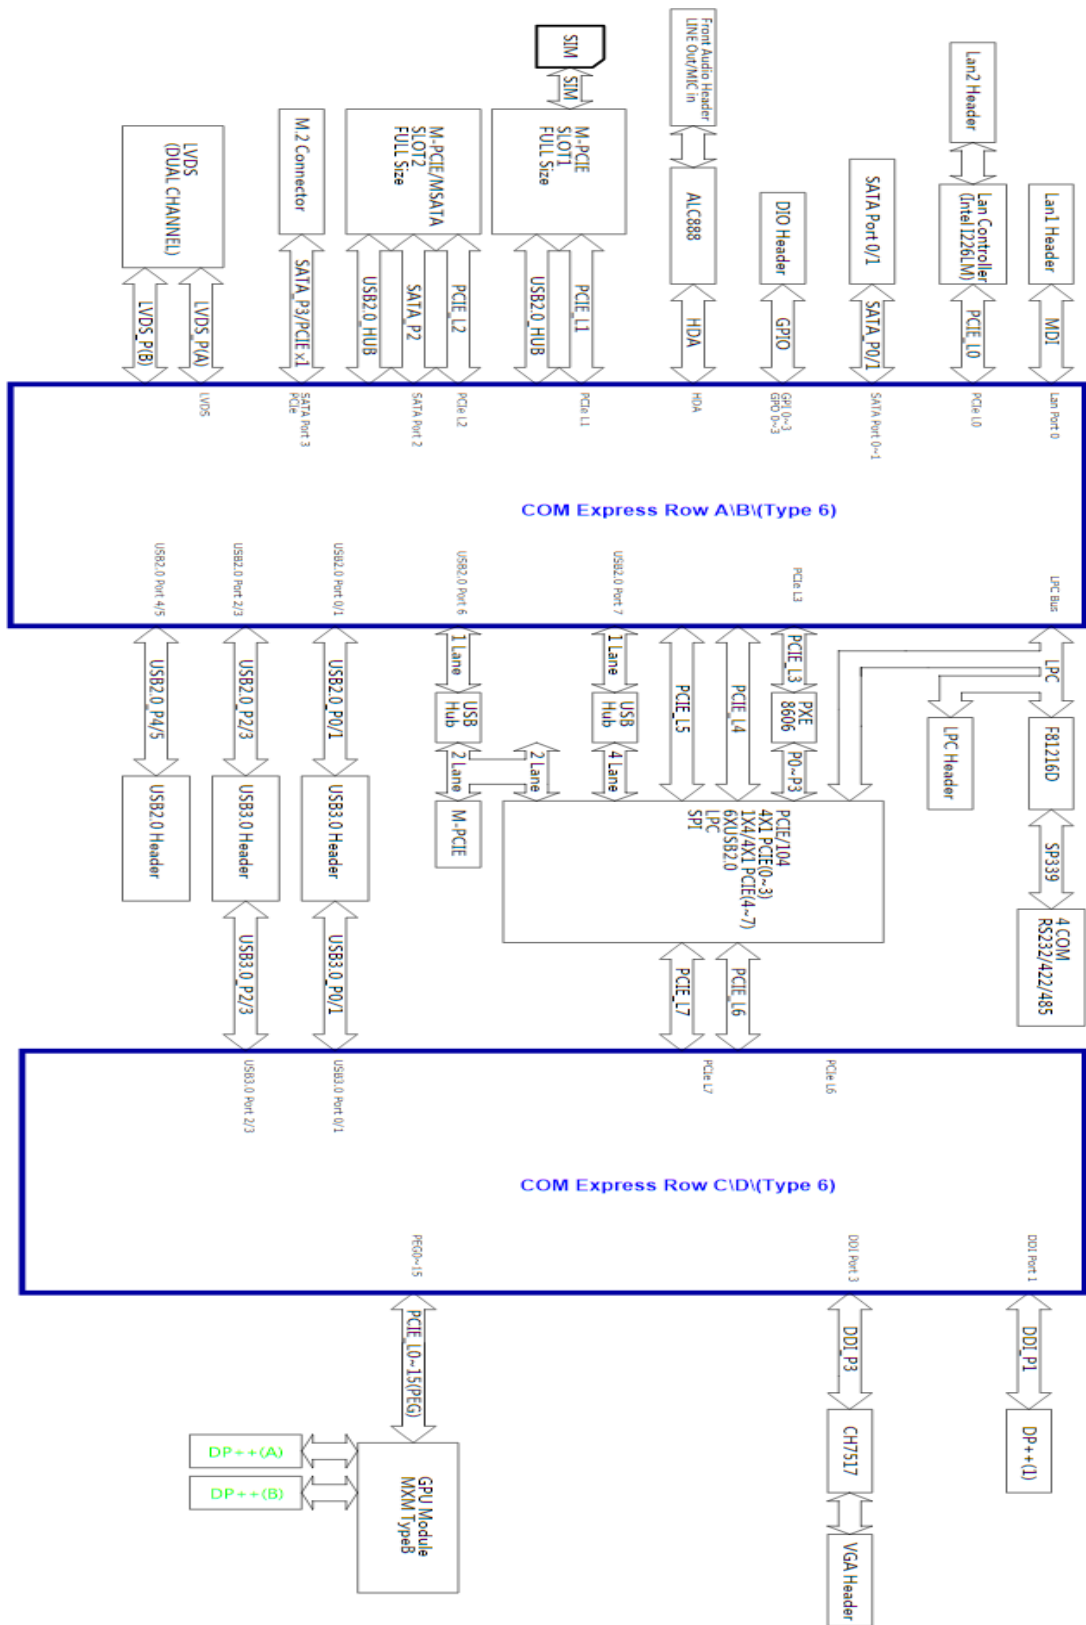 SIM
SIM
Front Audio Header
LINE Out/MIC in
Lan2 Header
LVDS
(DUAL CHANNEL)
M.2 Connector
M-PCIE/MSATA
SLOT2
FULL Size
M-PCIE
SLOT1
FULL Size
ALC888
DIO Header
SATA Port 0/1
Lan Controller
(Intel I226LM)
Lan1 Header
LVDS_P(B)
LVDS_P(A)
SATA_P3/PCIE x1
USB2.0_HUB
SATA_P2
PCIE_L2
USB2.0_HUB
PCIE_L1
HDA
GPIO
SATA_P0/1
PCIE_L0
MDI
LVDS
SATA Port 3
PCIe
SATA Port 2
PCIe L2
PCIe L1
HDA
GPI 0~3
GPO 0~3
SATA Port 0~1
PCIe L0
Lan Port 0
COM Express Row A\B\(Type 6)
USB2.0 Port 4/5
USB2.0 Port 2/3
USB2.0 Port 0/1
USB2.0 Port 6
USB2.0 Port 7
PCIe L3
LPC Bus
USB2.0_P4/5
USB2.0_P2/3
USB2.0_P0/1
1 Lane
1 Lane
PCIE_L5
PCIE_L4
PCIE_L3
LPC
USB
Hub
USB
Hub
PXE
8606
LPC Header
F81216D
2 Lane
2 Lane
4 Lane
P0~P3
USB2.0 Header
USB3.0 Header
USB3.0 Header
M-PCIE
PCIE/104
4X1 PCIE(0~3)
1X4/4X1 PCIE(4~7)
6XUSB2.0
LPC
SPI
SP339
4 COM
RS232/422/485
USB3.0_P2/3
USB3.0_P0/1
PCIE_L7
PCIE_L6
USB3.0 Port 2/3
USB3.0 Port 0/1
PCIe L7
PCIe L6
COM Express Row C\D\(Type 6)
PEG0~15
DDI Port 3
DDI Port 1
PCIE_L0~15(PEG)
DDI_P3
DDI_P1
DP++(A)
DP++(B)
GPU Module
MXM TypeB
CH7517
DP++(1)
VGA Header